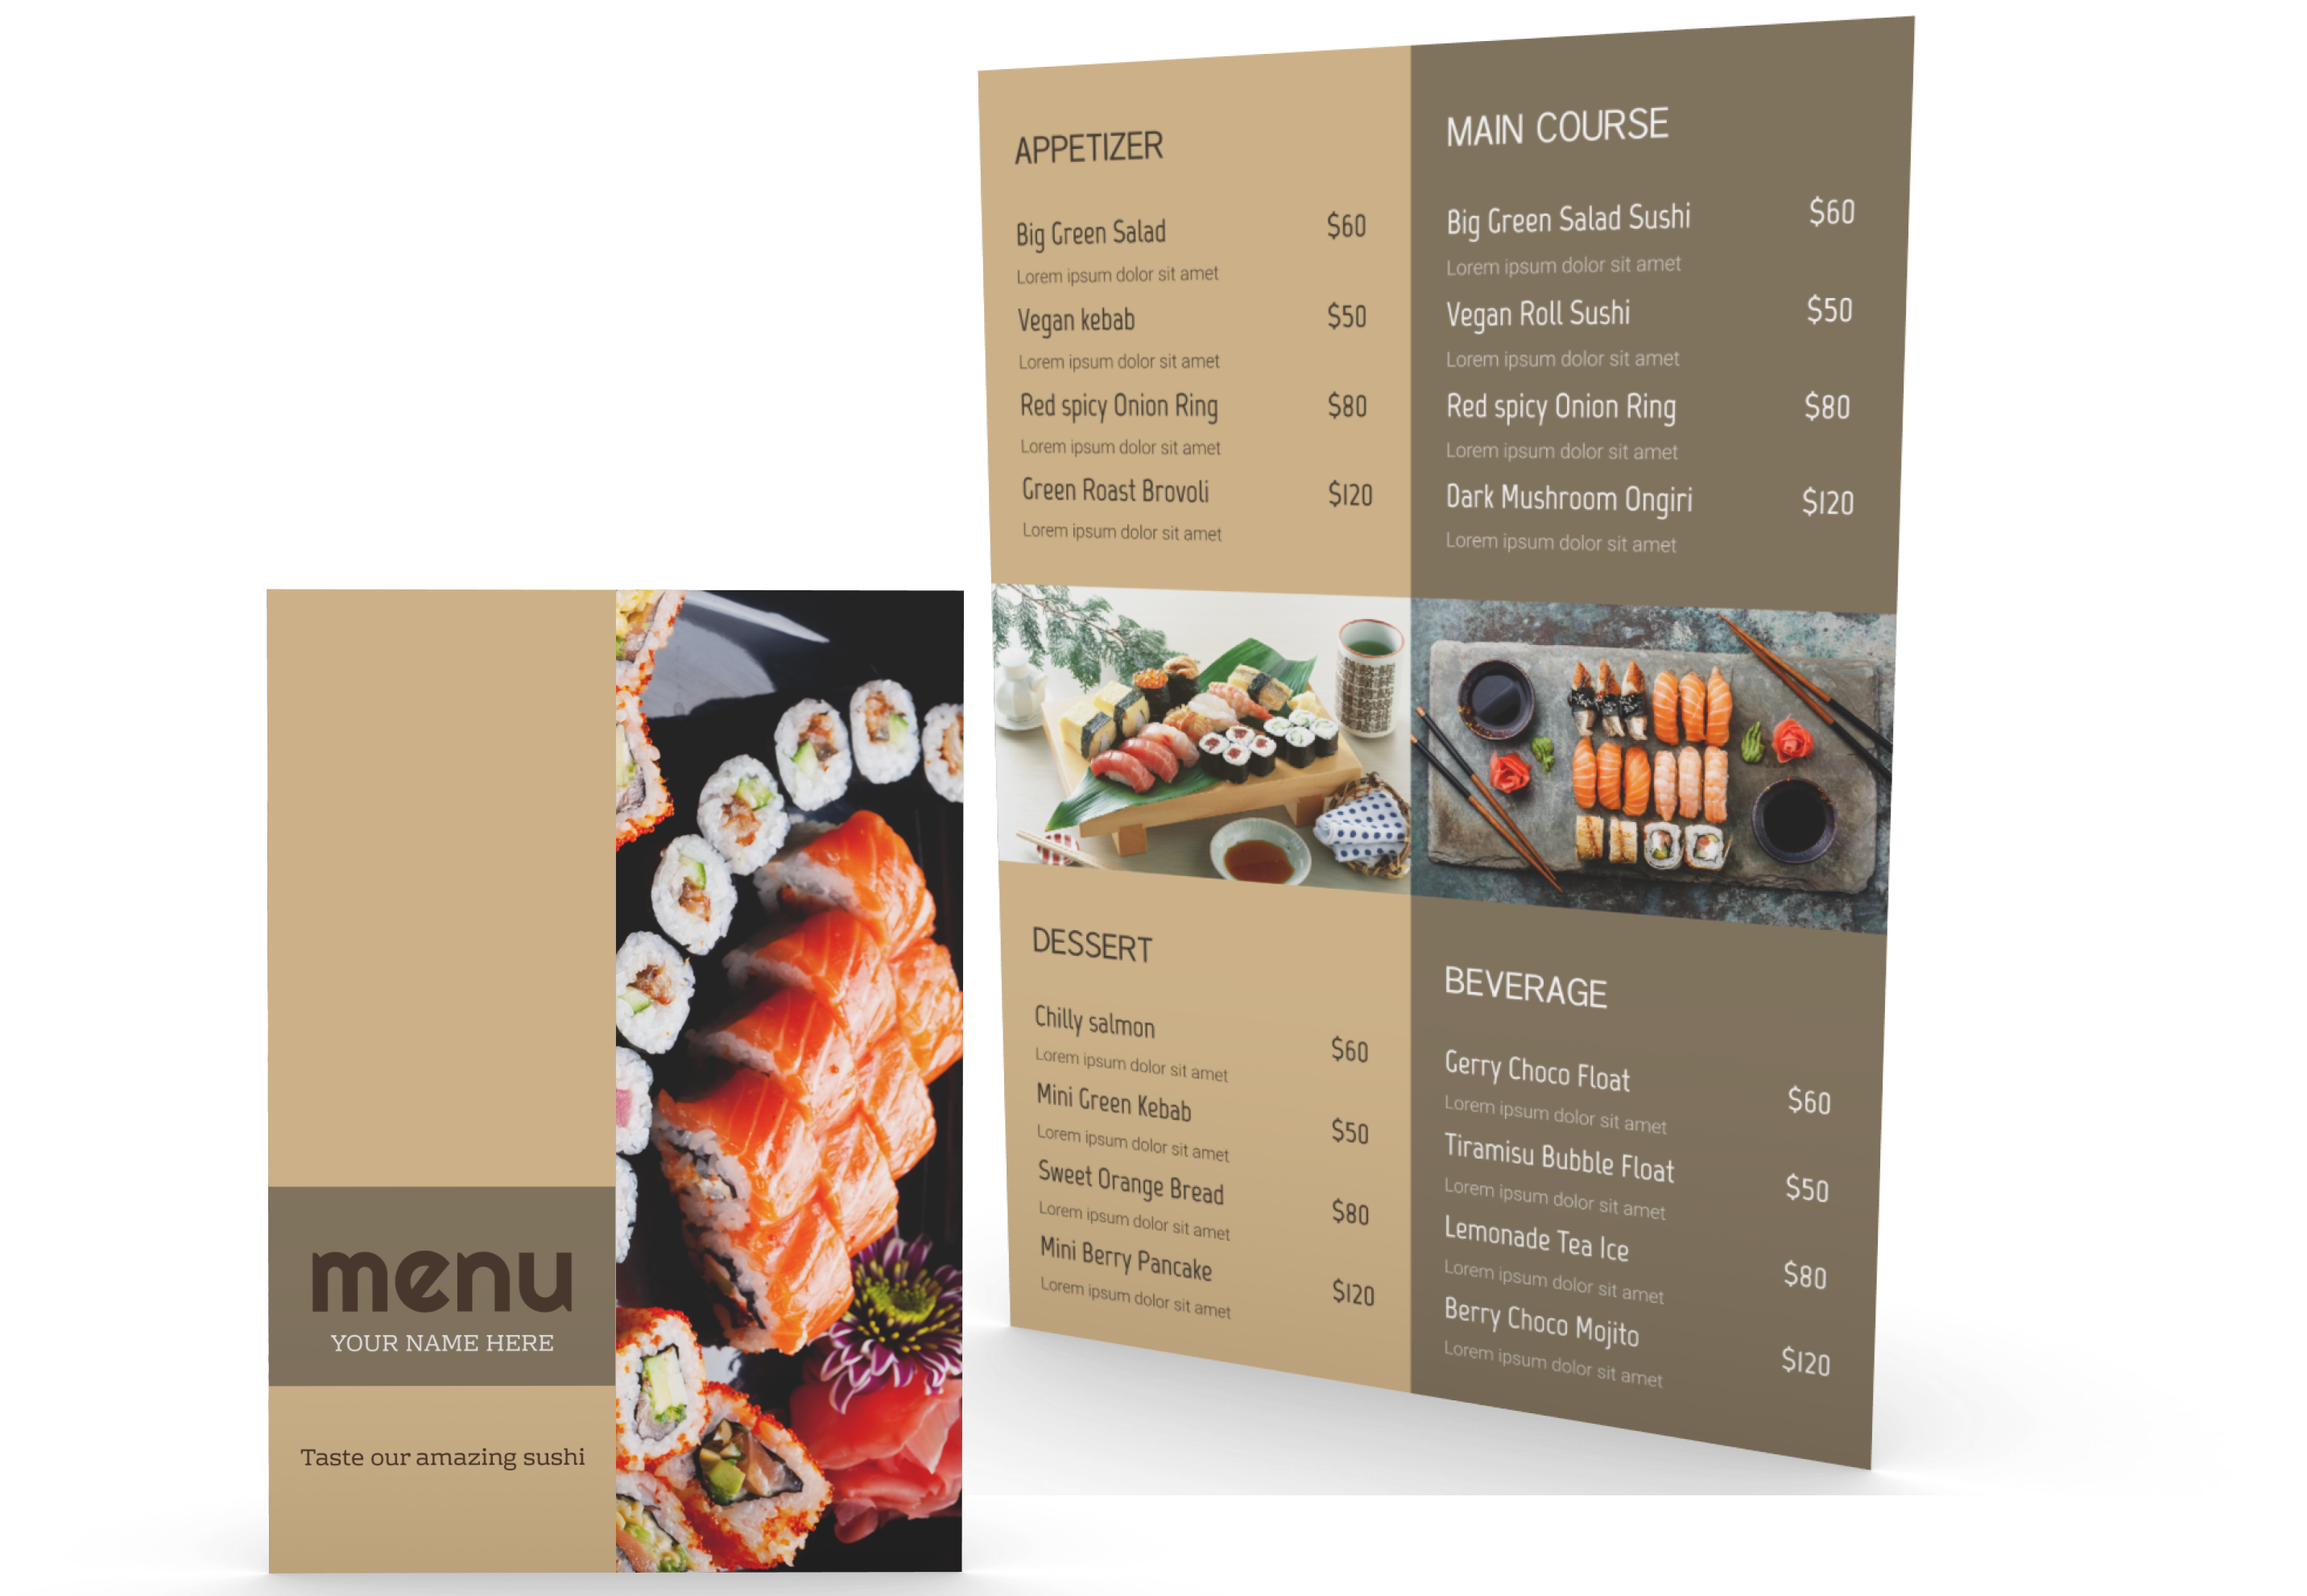 menu
YOUR NAME HERE
Taste our amazing sushi
APPETIZER
Big Green Salad $60
Lorem ipsum dolor sit amet
Vegan kebab $50
Lorem ipsum dolor sit amet
Red spicy Onion Ring $80
Lorem ipsum dolor sit amet
Green Roast Brovoli $120
Lorem ipsum dolor sit amet
MAIN COURSE
Big Green Salad Sushi $60
Lorem ipsum dolor sit amet
Vegan Roll Sushi $50
Lorem ipsum dolor sit amet
Red spicy Onion Ring $80
Lorem ipsum dolor sit amet
Dark Mushroom Ongiri $120
Lorem ipsum dolor sit amet
DESSERT
Chilly salmon $60
Lorem ipsum dolor sit amet
Mini Green Kebab $50
Lorem ipsum dolor sit amet
Sweet Orange Bread $80
Lorem ipsum dolor sit amet
Mini Berry Pancake $120
Lorem ipsum dolor sit amet
BEVERAGE
Gerry Choco Float $60
Lorem ipsum dolor sit amet
Tiramisu Bubble Float $50
Lorem ipsum dolor sit amet
Lemonade Tea Ice $80
Lorem ipsum dolor sit amet
Berry Choco Mojito $120
Lorem ipsum dolor sit amet